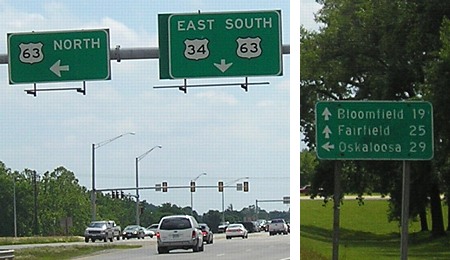 63 NORTH
EAST SOUTH
34 63
Bloomfield 19
Fairfield 25
Oskaloosa 29